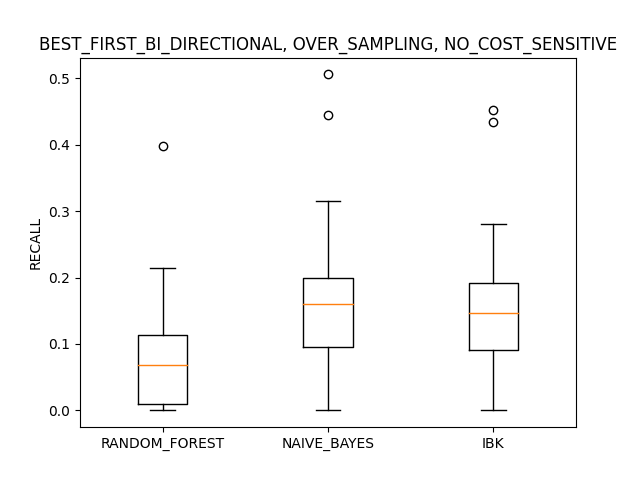 BEST_FIRST_BI_DIRECTIONAL, OVER_SAMPLING, NO_COST_SENSITIVE
0.5
0.4
0.3
0.2
0.1
0.0
RECALL
RANDOM_FOREST
NAIVE_BAYES
IBK